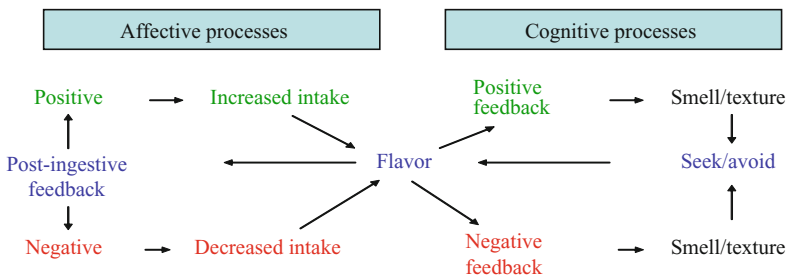 Affective processes
Cognitive processes
Positive
Increased intake
Positive
feedback
Smell/texture
Post-ingestive
feedback
Flavor
Seek/avoid
Negative
Decreased intake
Negative
feedback
Smell/texture